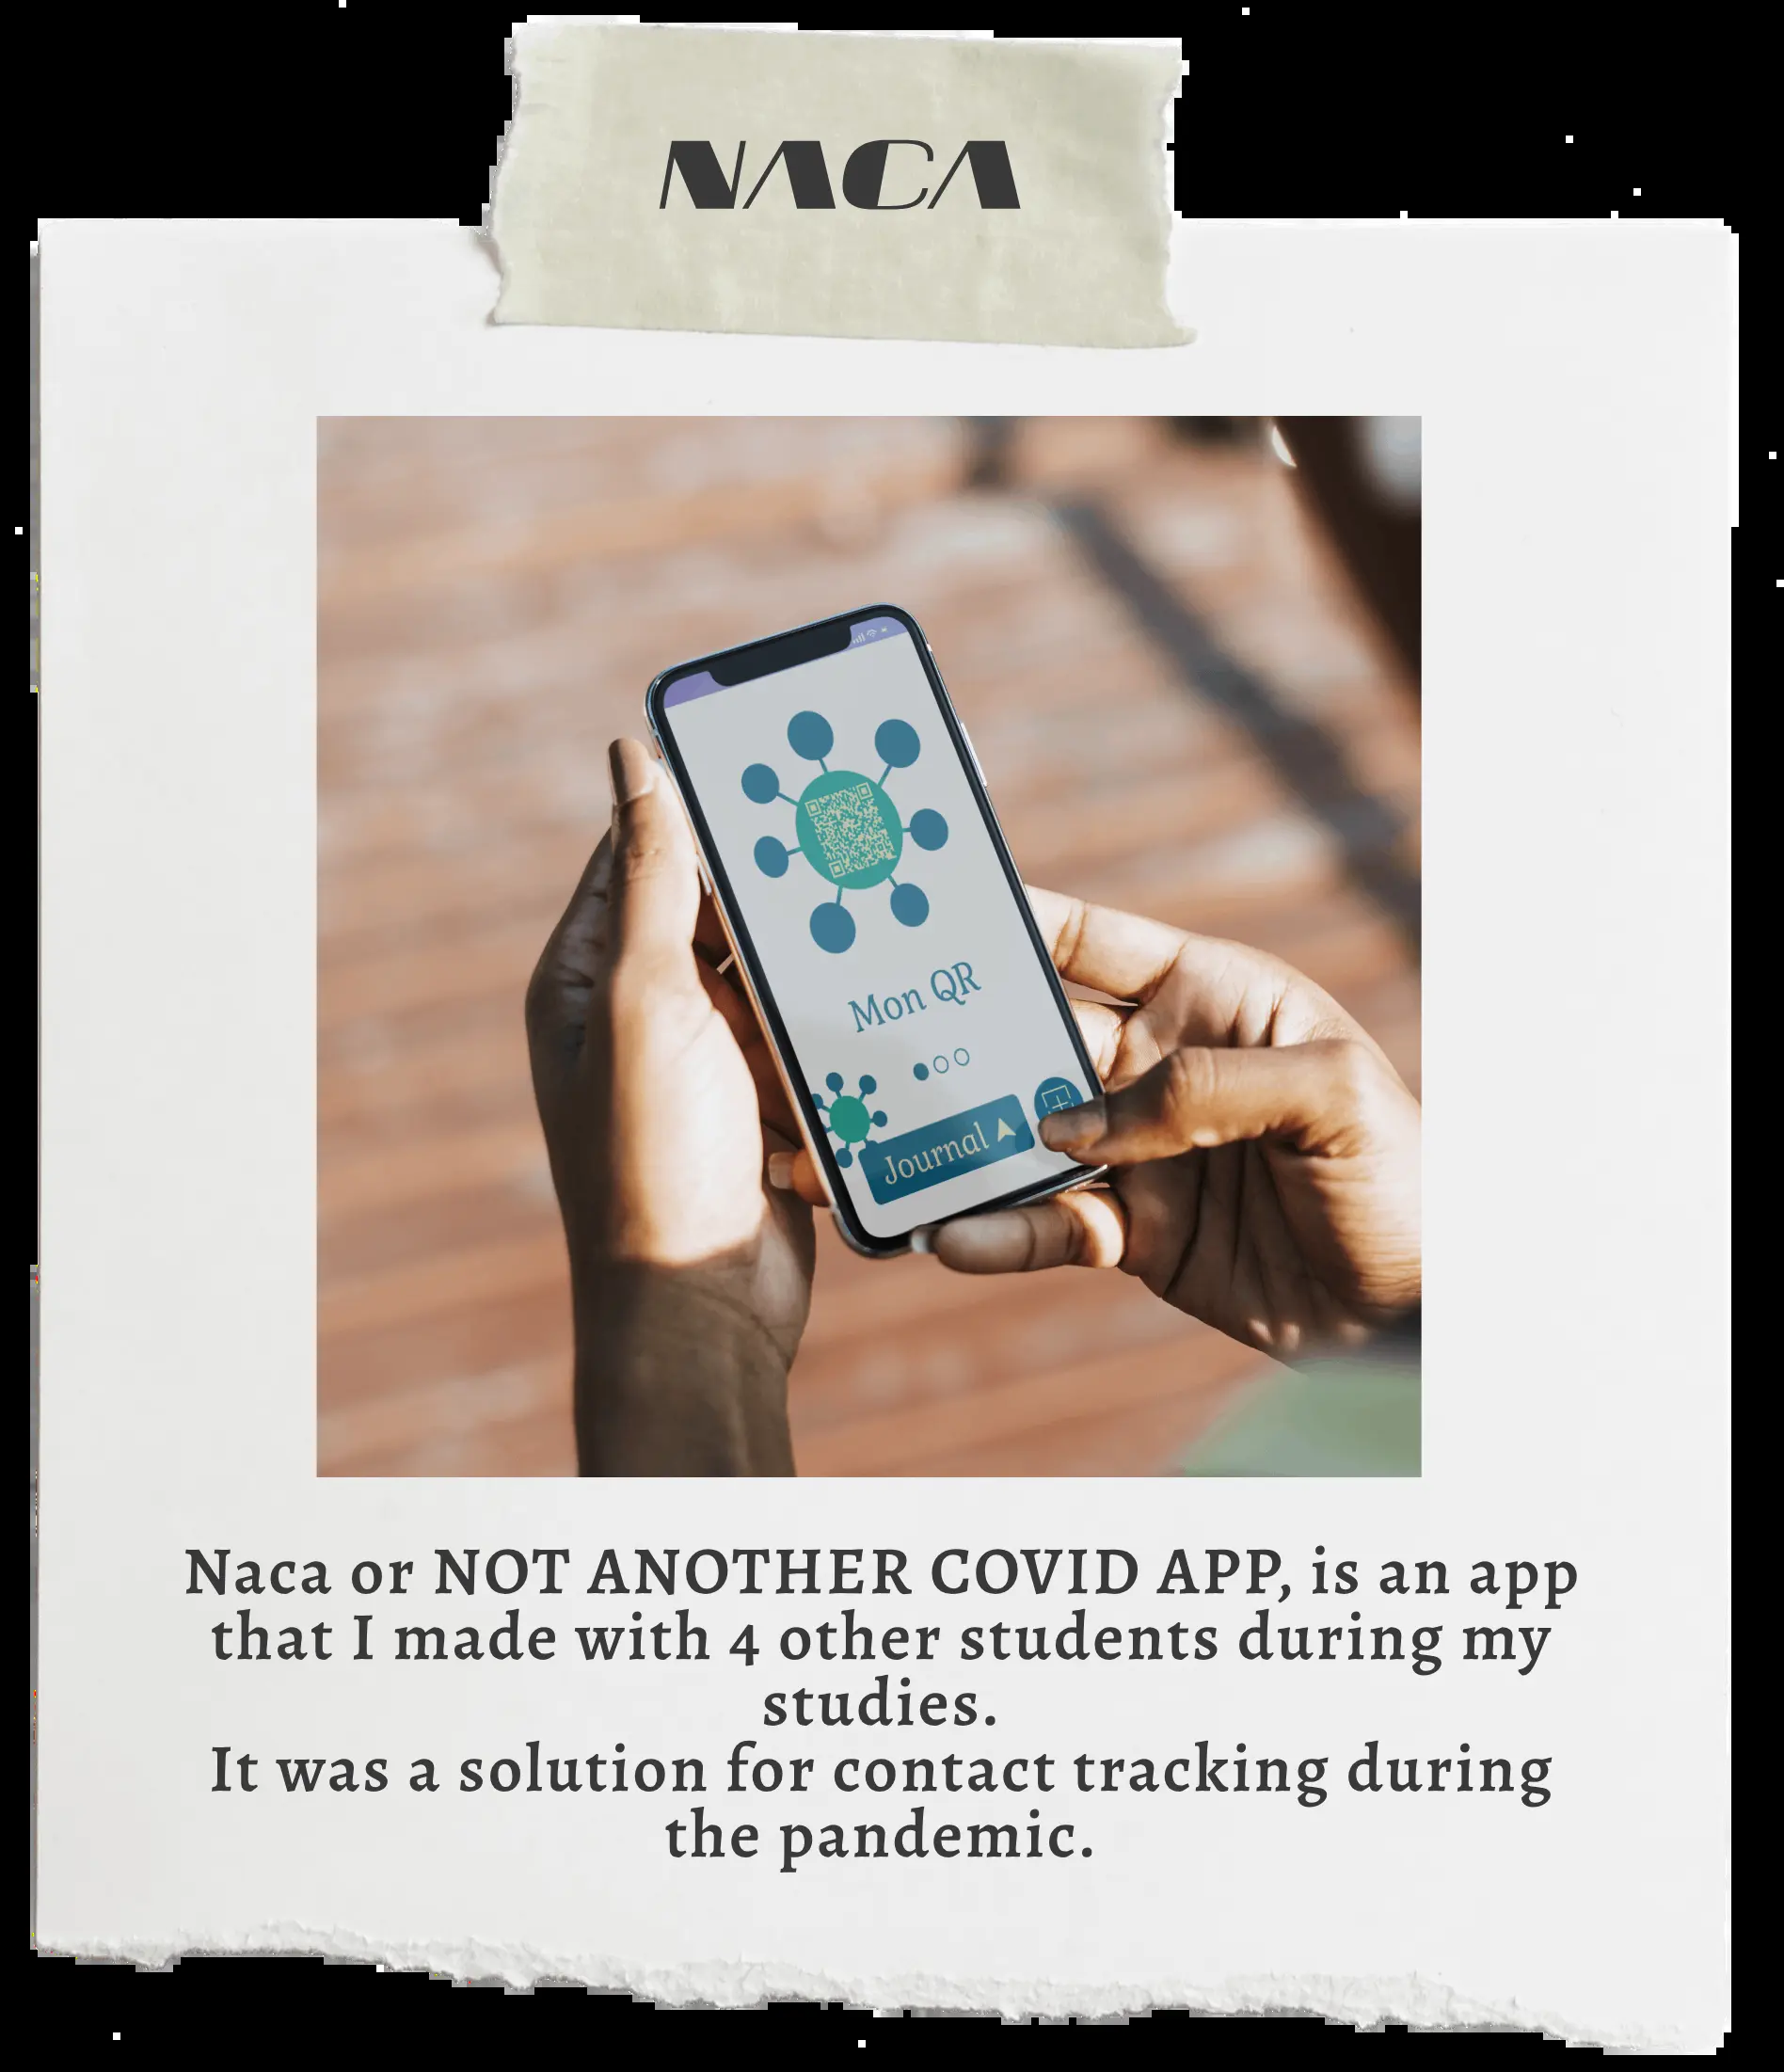 NACA
Mon QR
Journal
Naca or NOT ANOTHER COVID APP, is an app
that I made with 4 other students during my
studies.
It was a solution for contact tracking during
the pandemic.